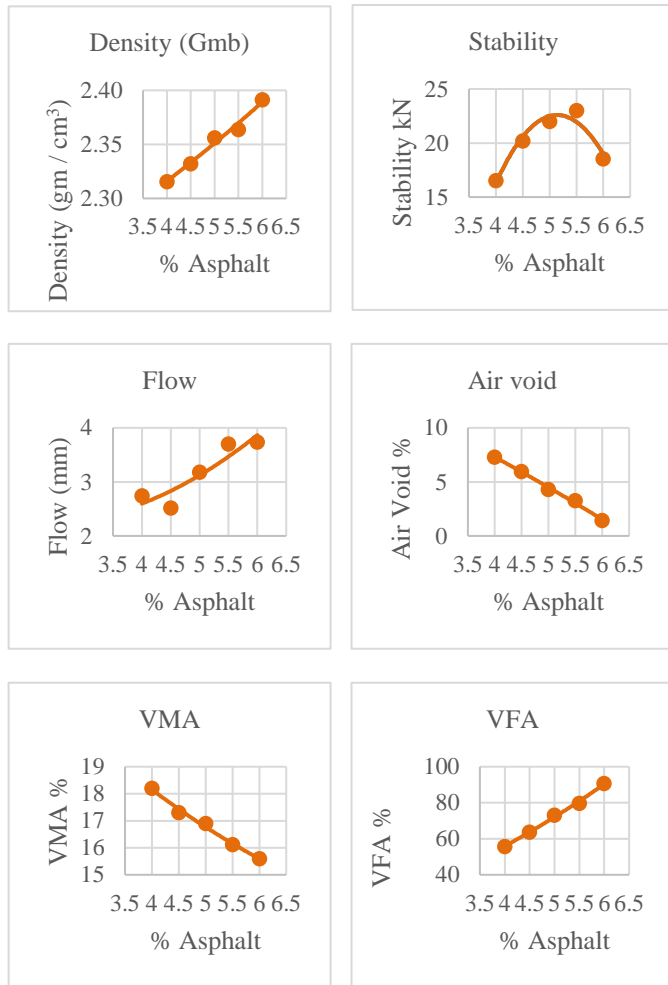 Density (Gmb)
Density (gm / cm³)
2.40
2.35
2.30
3.5 4 4.5 5 5.5 6 6.5
% Asphalt
Stability
Stability kN
25
20
15
3.5 4 4.5 5 5.5 6 6.5
% Asphalt
Flow
Flow (mm)
4
3
2
3.5 4 4.5 5 5.5 6 6.5
% Asphalt
Air void
Air Void %
10
5
0
3.5 4 4.5 5 5.5 6 6.5
% Asphalt
VMA
VMA %
19
18
17
16
15
3.5 4 4.5 5 5.5 6 6.5
% Asphalt
VFA
VFA %
100
80
60
40
3.5 4 4.5 5 5.5 6 6.5
% Asphalt